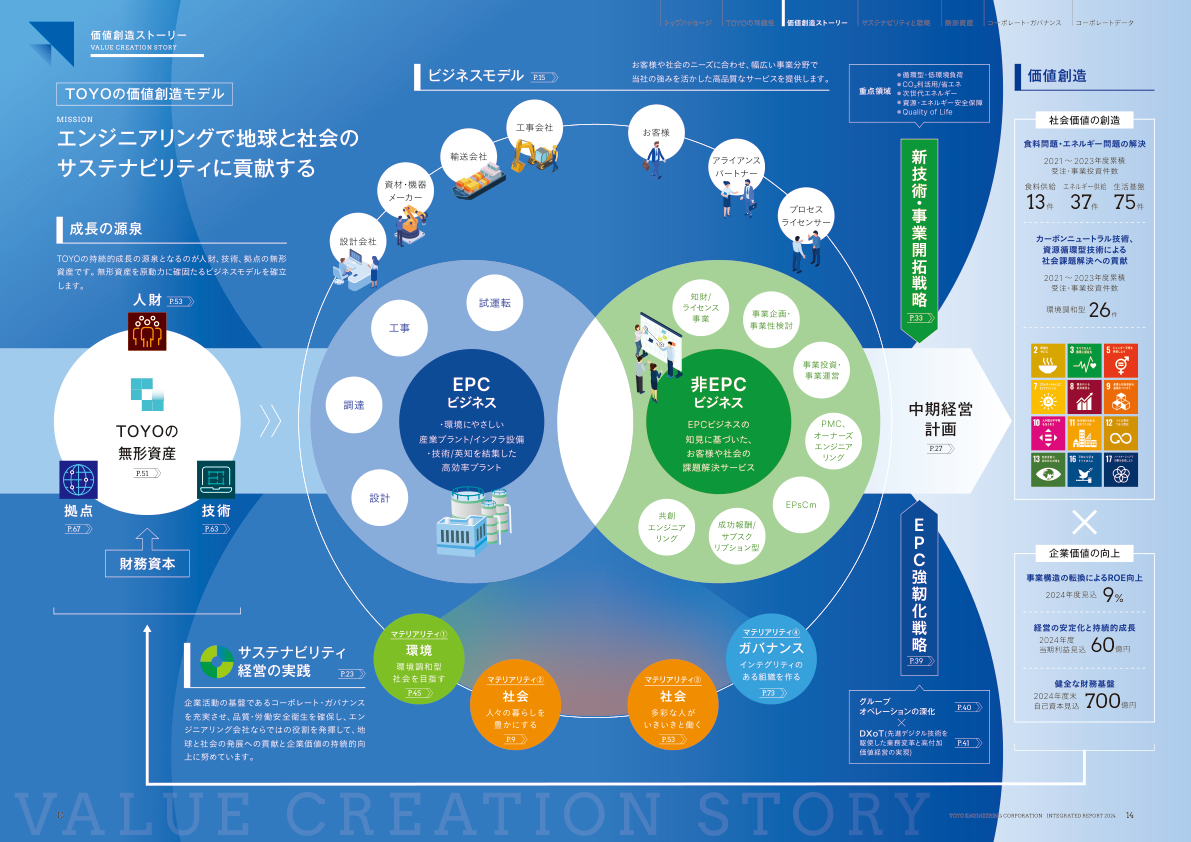 トップメッセージ
TOYOの特徴性
価値創造ストーリー
サステナビリティと戦略
無形資産
コーポレート・ガバナンス
コーポレートデータ
価値創造ストーリー
VALUE CREATION STORY
TOYOの価値創造モデル
MISSION
エンジニアリングで地球と社会の
サステナビリティに貢献する
成長の源泉
TOYOの持続的成長の源泉となるのが人財、技術、拠点の無形
資産です。無形資産を原動力に確固たるビジネスモデルを確立
します。
人財 P.53
TOYOの
無形資産
P.51
拠点
P.67
技術
P.63
財務資本
ビジネスモデル P.15
お客様や社会のニーズに合わせ、幅広い事業分野で
当社の強みを活かした高品質なサービスを提供します。
設計会社
資材・機器
メーカー
輸送会社
工事会社
お客様
アライアンス
パートナー
プロセス
ライセンサー
試運転
工事
調達
設計
EPC
ビジネス
・環境にやさしい
産業プラント/インフラ設備
・技術/英知を結集した
高効率プラント
非EPC
ビジネス
EPCビジネスの
知見に基づいた、
お客様や社会の
課題解決サービス
知財/
ライセンス
事業
事業企画・
事業性検討
事業投資・
事業運営
PMC、
オーナーズ
エンジニア
リング
EPsCm
成功報酬/
サブスク
リプション型
共創
エンジニア
リング
マテリアリティ①
環境
環境調和型
社会を目指す
P.45
マテリアリティ②
社会
人々の暮らしを
豊かにする
P.9
マテリアリティ③
社会
多彩な人が
いきいきと働く
P.53
マテリアリティ④
ガバナンス
インテグリティの
ある組織を作る
P.73
サステナビリティ
経営の実践 P.23
企業活動の基盤であるコーポレート・ガバナンス
を充実させ、品質・労働安全衛生を確保し、エン
ジニアリング会社ならではの役割を発揮して、地
球と社会の発展への貢献と企業価値の持続的向
上に努めています。
重点領域
●循環型・低環境負荷
●CO₂利活用/省エネ
●次世代エネルギー
●資源・エネルギー安全保障
●Quality of Life
新技術・事業開拓戦略
P.33
中期経営
計画
P.27
EPC強靭化戦略
P.39
グループ
オペレーションの深化 P.40
×
DXoT(先進デジタル技術を
駆使した業務変革と高付加
価値経営の実現) P.41
価値創造
社会価値の創造
食料問題・エネルギー問題の解決
2021～2023年度累積
受注・事業投資件数
食料供給 エネルギー供給 生活基盤
13件 37件 75件
カーボンニュートラル技術、
資源循環型技術による
社会課題解決への貢献
2021～2023年度累積
受注・事業投資件数
環境調和型 26件
2
3
5
7
8
9
10
11
12
13
16
17
企業価値の向上
事業構造の転換によるROE向上
2024年度見込 9%
経営の安定化と持続的成長
2024年度
当期利益見込 60億円
健全な財務基盤
2024年度末
自己資本見込 700億円
VALUE CREATION STORY
TOYO ENGINEERING CORPORATION INTEGRATED REPORT 2024 14